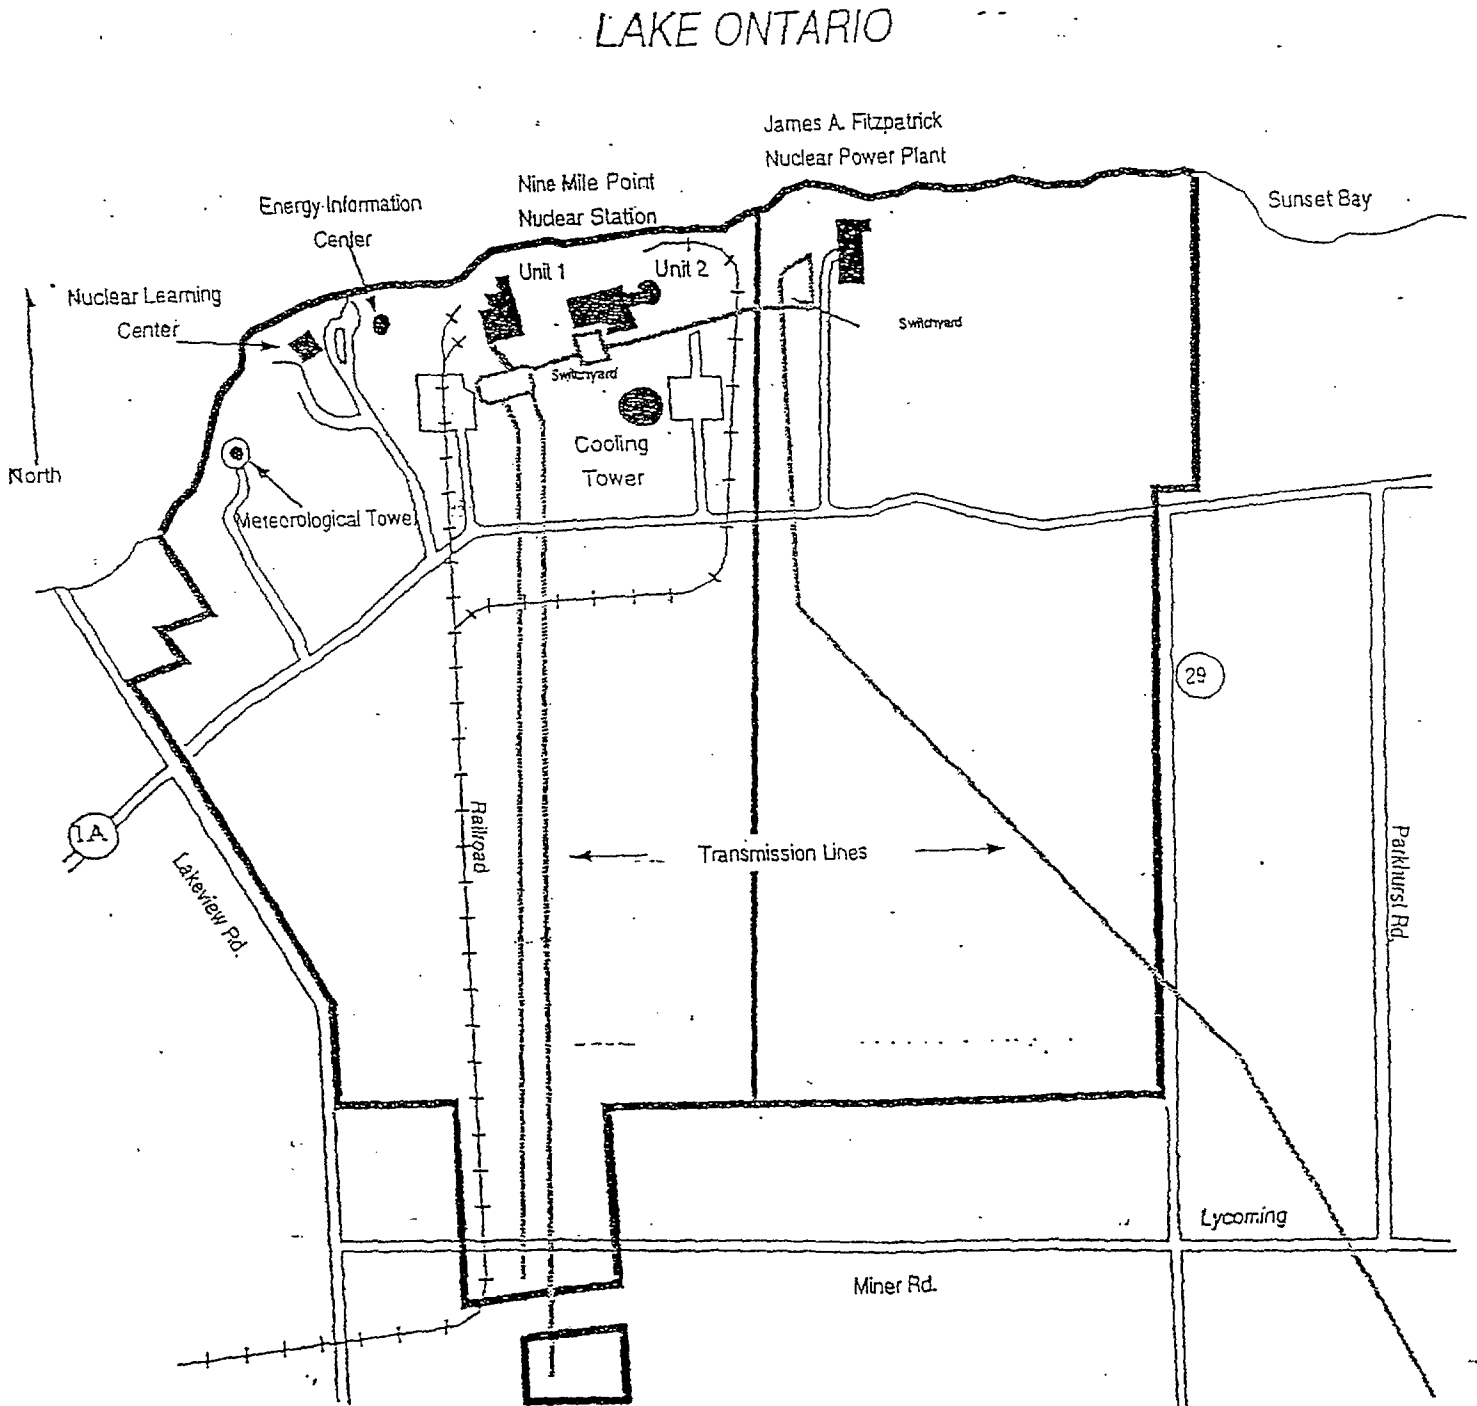 LAKE ONTARIO
James A. Fitzpatrick
Nuclear Power Plant
Nine Mile Point
Nuclear Station
Sunset Bay
Energy Information
Center
Unit 1
Unit 2
Nuclear Learning
Center
Switchyard
Switchyard
Cooling
Tower
North
Meteorological Tower
29
Railroad
Transmission Lines
1A
Lakeview Rd.
Parkhurst Rd.
Lycoming
Miner Rd.